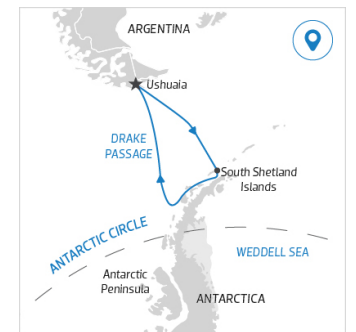 ARGENTINA
Ushuaia
DRAKE
PASSAGE
South Shetland
Islands
ANTARCTIC CIRCLE
WEDDELL SEA
Antarctic
Peninsula
ANTARCTICA